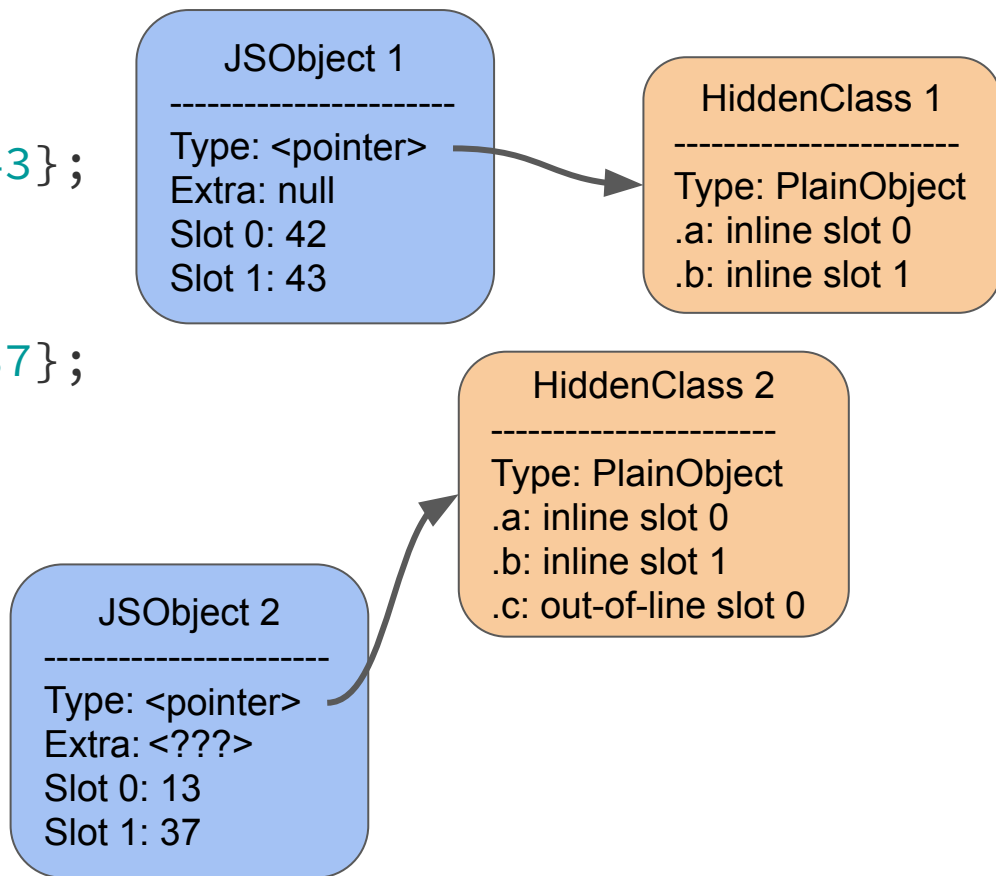 JSObject 1
-----------------------
Type: <pointer>
Extra: null
Slot 0: 42
Slot 1: 43
HiddenClass 1
-----------------------
Type: PlainObject
.a: inline slot 0
.b: inline slot 1
3};
7};
HiddenClass 2
-----------------------
Type: PlainObject
.a: inline slot 0
.b: inline slot 1
.c: out-of-line slot 0
JSObject 2
-----------------------
Type: <pointer>
Extra: <???>
Slot 0: 13
Slot 1: 37